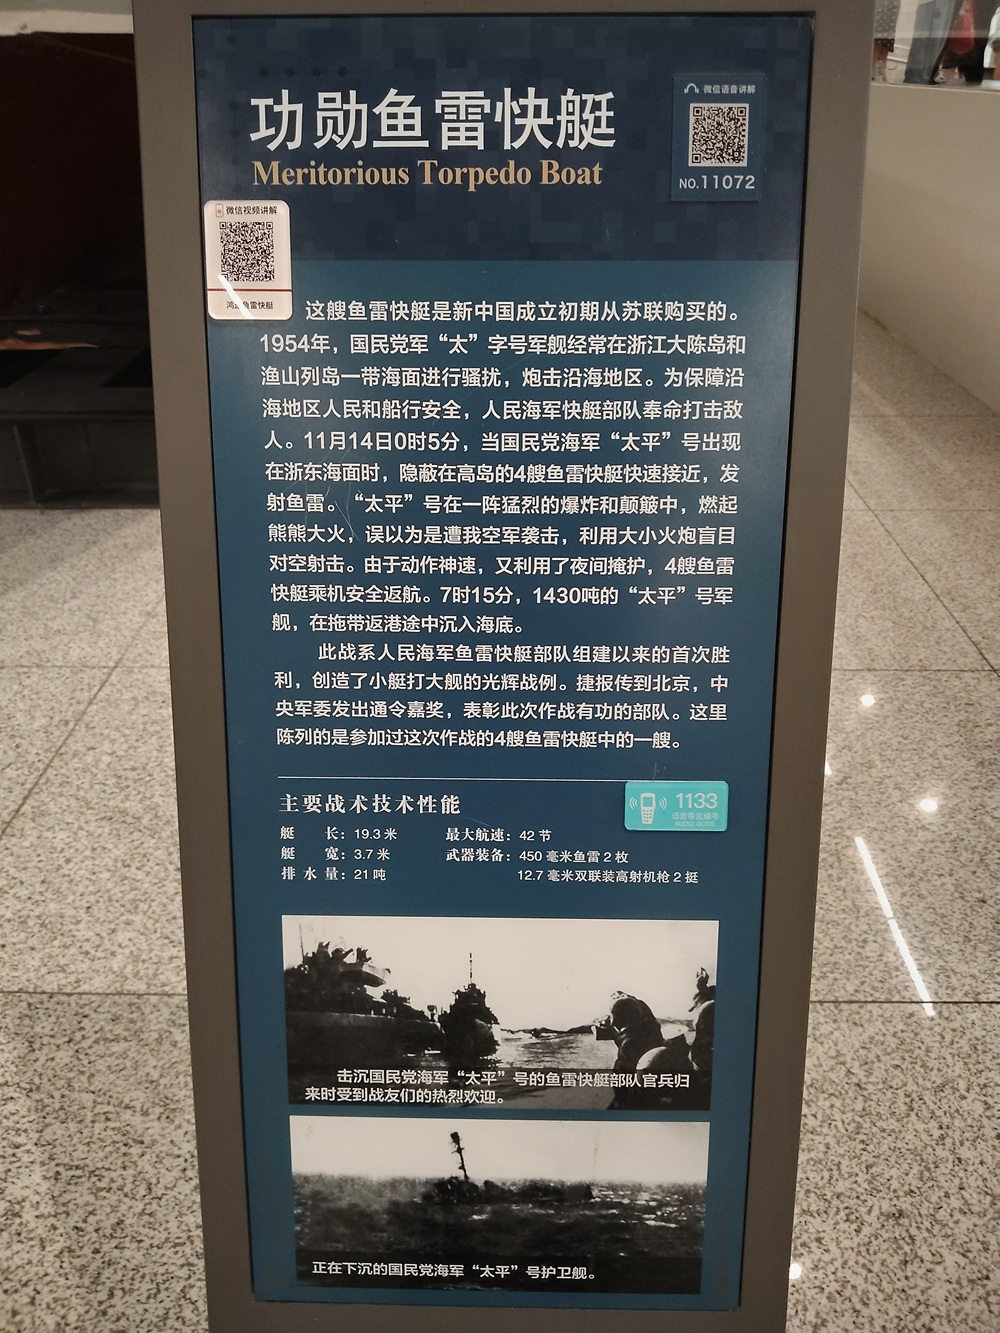 功勋鱼雷快艇
Meritorious Torpedo Boat
微信语音讲解
NO.11072
微信视频讲解
鱼雷快艇
这艘鱼雷快艇是新中国成立初期从苏联购买的。
1954年，国民党军“太”字号军舰经常在浙江大陈岛和
渔山列岛一带海面进行骚扰，炮击沿海地区。为保障沿
海地区人民和船行安全，人民海军快艇部队奉命打击敌
人。11月14日0时5分，当国民党海军“太平”号出现
在浙东海面时，隐蔽在高岛的4艘鱼雷快艇快速接近，发
射鱼雷。“太平”号在一阵猛烈的爆炸和颠簸中，燃起
熊熊大火，误以为是遭我空军袭击，利用大小火炮盲目
对空射击。由于动作神速，又利用了夜间掩护，4艘鱼雷
快艇乘机安全返航。7时15分，1430吨的“太平”号军
舰，在拖带返港途中沉入海底。
此战系人民海军鱼雷快艇部队组建以来的首次胜
利，创造了小艇打大舰的光辉战例。捷报传到北京，中
央军委发出通令嘉奖，表彰此次作战有功的部队。这里
陈列的是参加过这次作战的4艘鱼雷快艇中的一艘。
主要战术技术性能
1133
语音导览编号
AUDIO GUIDE
艇 长：19.3 米 最大航速：42 节
艇 宽：3.7 米 武器装备：450 毫米鱼雷 2 枚
排 水 量：21 吨 12.7 毫米双联装高射机枪 2 挺
击沉国民党海军“太平”号的鱼雷快艇部队官兵归
来时受到战友们的热烈欢迎。
正在下沉的国民党海军“太平”号护卫舰。